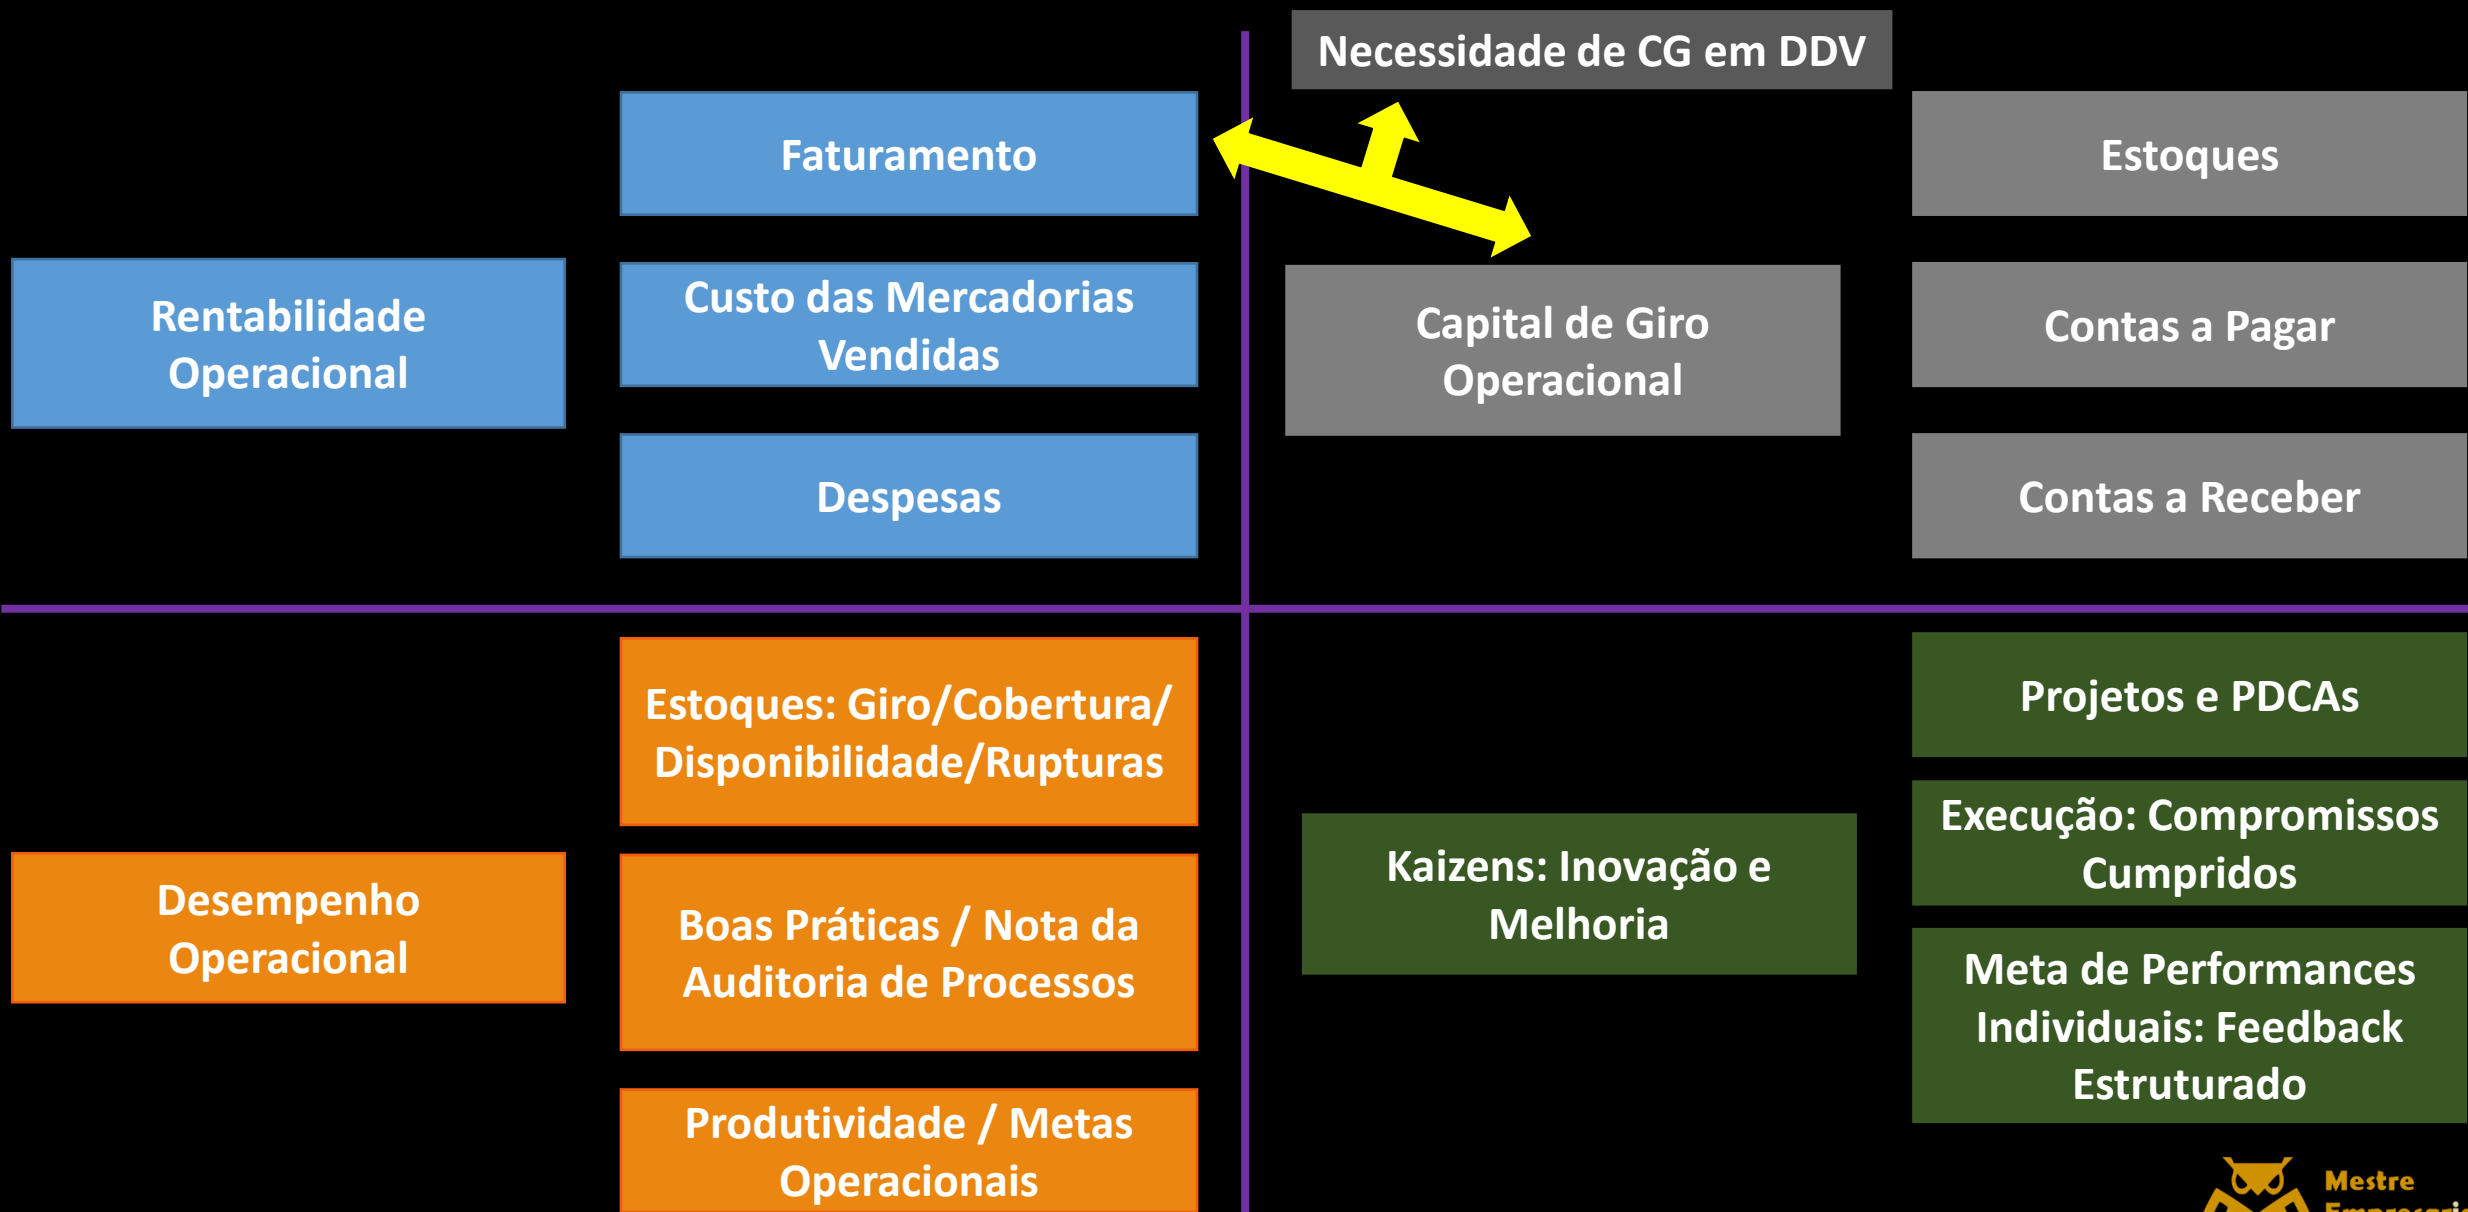 Necessidade de CG em DDV
Faturamento
Custo das Mercadorias
Vendidas
Despesas
Rentabilidade
Operacional
Capital de Giro
Operacional
Estoques
Contas a Pagar
Contas a Receber
Desempenho
Operacional
Estoques: Giro/Cobertura/
Disponibilidade/Rupturas
Boas Práticas / Nota da
Auditoria de Processos
Produtividade / Metas
Operacionais
Kaizens: Inovação e
Melhoria
Projetos e PDCAs
Execução: Compromissos
Cumpridos
Meta de Performances
Individuais: Feedback
Estruturado
Mestre